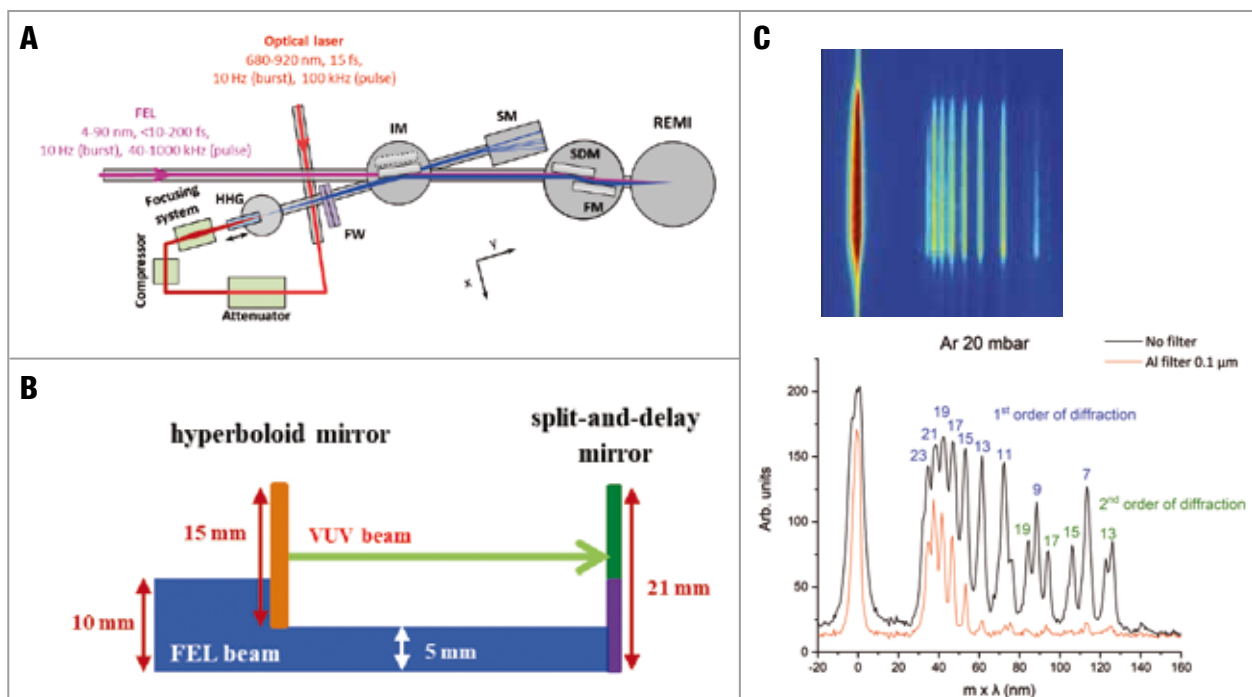 A
Optical laser
680-920 nm, 15 fs,
10 Hz (burst), 100 kHz (pulse)
FEL
4-90 nm, <10-200 fs,
10 Hz (burst), 40-1000 kHz (pulse)
IM
SM
REMI
SDM
FM
Focusing
system
HHG
FW
Compressor
Attenuator
y
x
B
hyperboloid mirror
split-and-delay
mirror
15 mm
VUV beam
21 mm
10 mm
FEL beam
5 mm
C
Ar 20 mbar
No filter
Al filter 0.1 µm
1st order of diffraction
23
21
19
17
15
13
11
9
7
2nd order of diffraction
19
17
15
13
Arb. units
200
150
100
50
0
-20
0
20
40
60
80
100
120
140
160
m x λ (nm)